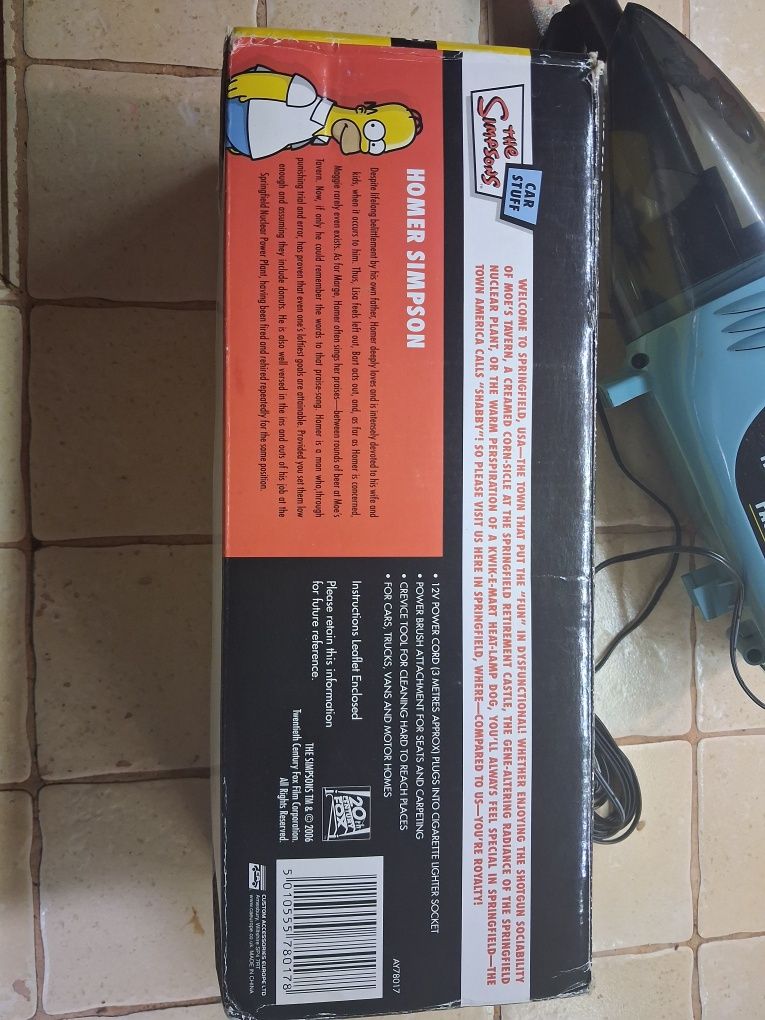 THE
SIMPSONS
TM
CAR
STUFF
WELCOME TO SPRINGFIELD, USA—THE TOWN THAT PUT THE "FUN" IN DYSFUNCTIONAL! WHETHER ENJOYING THE SHOTGUN SOCIABILITY
OF MOE'S TAVERN, A CREAMED CORN-SICLE AT THE SPRINGFIELD RETIREMENT CASTLE, THE GENE-ALTERING RADIANCE OF THE SPRINGFIELD
NUCLEAR PLANT, OR THE WARM PERSPIRATION OF A KWIK-E-MART HEAT-LAMP DOG, YOU'LL ALWAYS FEEL SPECIAL IN SPRINGFIELD—THE
TOWN AMERICA CALLS "SHABBY"! SO PLEASE VISIT US HERE IN SPRINGFIELD, WHERE—COMPARED TO US—YOU'RE ROYALTY!
HOMER SIMPSON
Despite lifelong belittlement by his own father, Homer deeply loves and is intensely devoted to his wife and
kids, when it occurs to him. Thus, Lisa feels left out, Bart acts out, and, as far as Homer is concerned,
Maggie rarely even exists. As for Marge, Homer often sings her praises—between rounds of beer at Moe's
Tavern. Now, if only he could remember the words to that praise-song. Homer is a man who, through
punishing trial and error, has proven that even one's loftiest goals are attainable. Provided you set them low
enough and assuming they include donuts. He is also well versed in the ins and outs of his job at the
Springfield Nuclear Power Plant, having been fired and rehired repeatedly for the same position.
• 12V POWER CORD (3 METRES APPROX) PLUGS INTO CIGARETTE LIGHTER SOCKET
• POWER BRUSH ATTACHMENT FOR SEATS AND CARPETING
• CREVICE TOOL FOR CLEANING HARD TO REACH PLACES
• FOR CARS, TRUCKS, VANS AND MOTOR HOMES
Instructions Leaflet Enclosed
Please retain this information
for future reference.
20th
CENTURY
FOX
THE SIMPSONS TM & © 2006
Twentieth Century Fox Film Corporation.
All Rights Reserved.
AY78017
5 010555 780178
CUSTOM ACCESSORIES EUROPE LTD
Amesbury, Wiltshire SP4 7RT
MADE IN CHINA